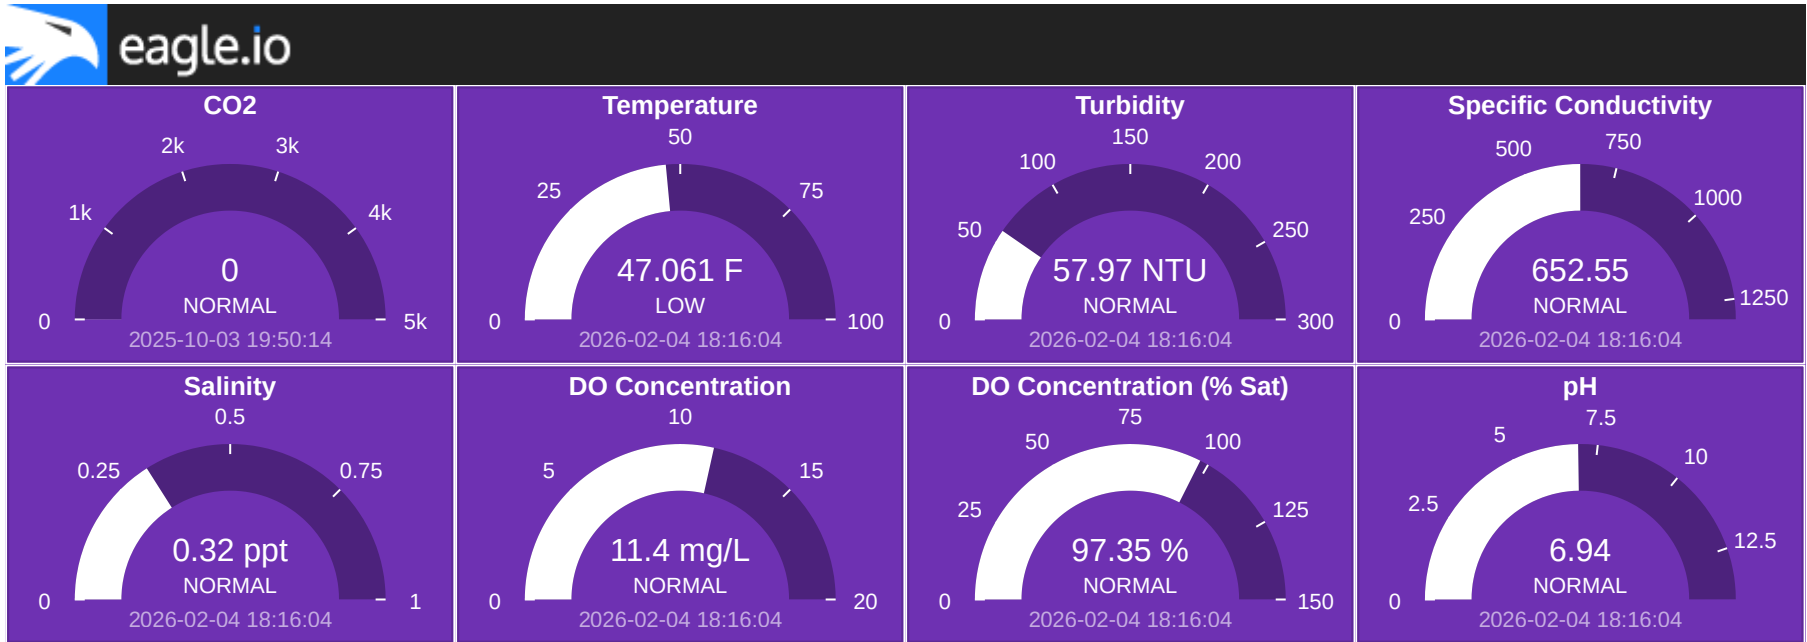 eagle.io
CO2
2k
3k
1k
4k
0
5k
0
NORMAL
2025-10-03 19:50:14
Temperature
50
25
75
0
100
47.061 F
LOW
2026-02-04 18:16:04
Turbidity
150
100
200
50
250
0
300
57.97 NTU
NORMAL
2026-02-04 18:16:04
Specific Conductivity
500
750
250
1000
0
1250
652.55
NORMAL
2026-02-04 18:16:04
Salinity
0.5
0.25
0.75
0
1
0.32 ppt
NORMAL
2026-02-04 18:16:04
DO Concentration
10
5
15
0
20
11.4 mg/L
NORMAL
2026-02-04 18:16:04
DO Concentration (% Sat)
75
50
100
25
125
0
150
97.35 %
NORMAL
2026-02-04 18:16:04
pH
7.5
5
10
2.5
12.5
0
6.94
NORMAL
2026-02-04 18:16:04